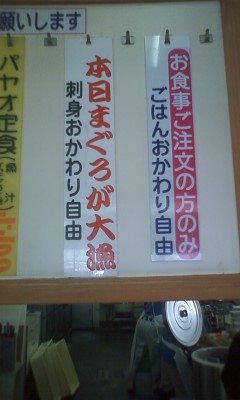 願いします
お食事ご注文の方のみ
ごはんおかわり自由
本日まぐろが大漁
刺身おかわり自由
パヤオ定食